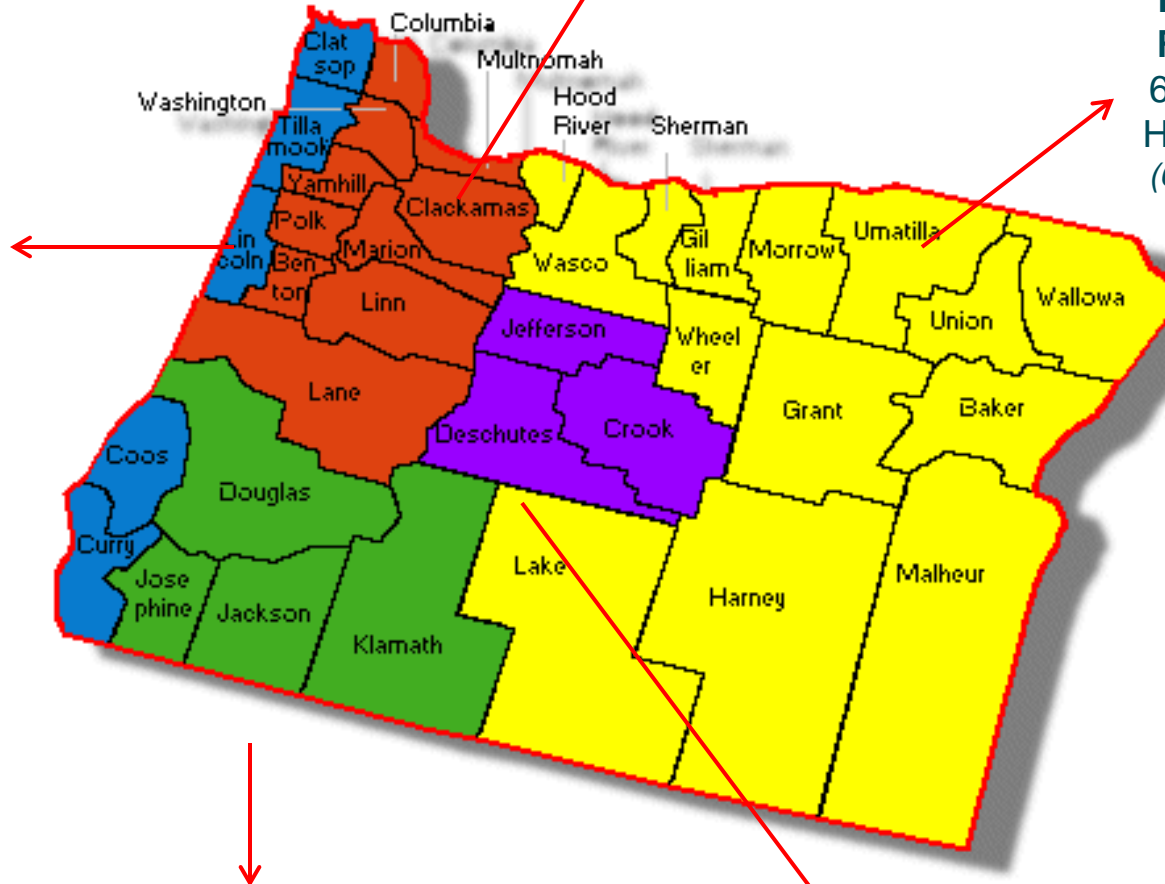 Columbia
Clat
sop
Multnomah
Washington
Hood
River
Sherman
Tilla
mook
Yamhill
Clackamas
Polk
Marion
Lin
coln
Ben
ton
Linn
Wasco
Gil
liam
Morrow
Umatilla
Wallowa
Union
Jefferson
Wheel
er
Lane
Grant
Baker
Deschutes
Crook
Coos
Douglas
Curry
Jose
phine
Jackson
Klamath
Lake
Harney
Malheur
6
H